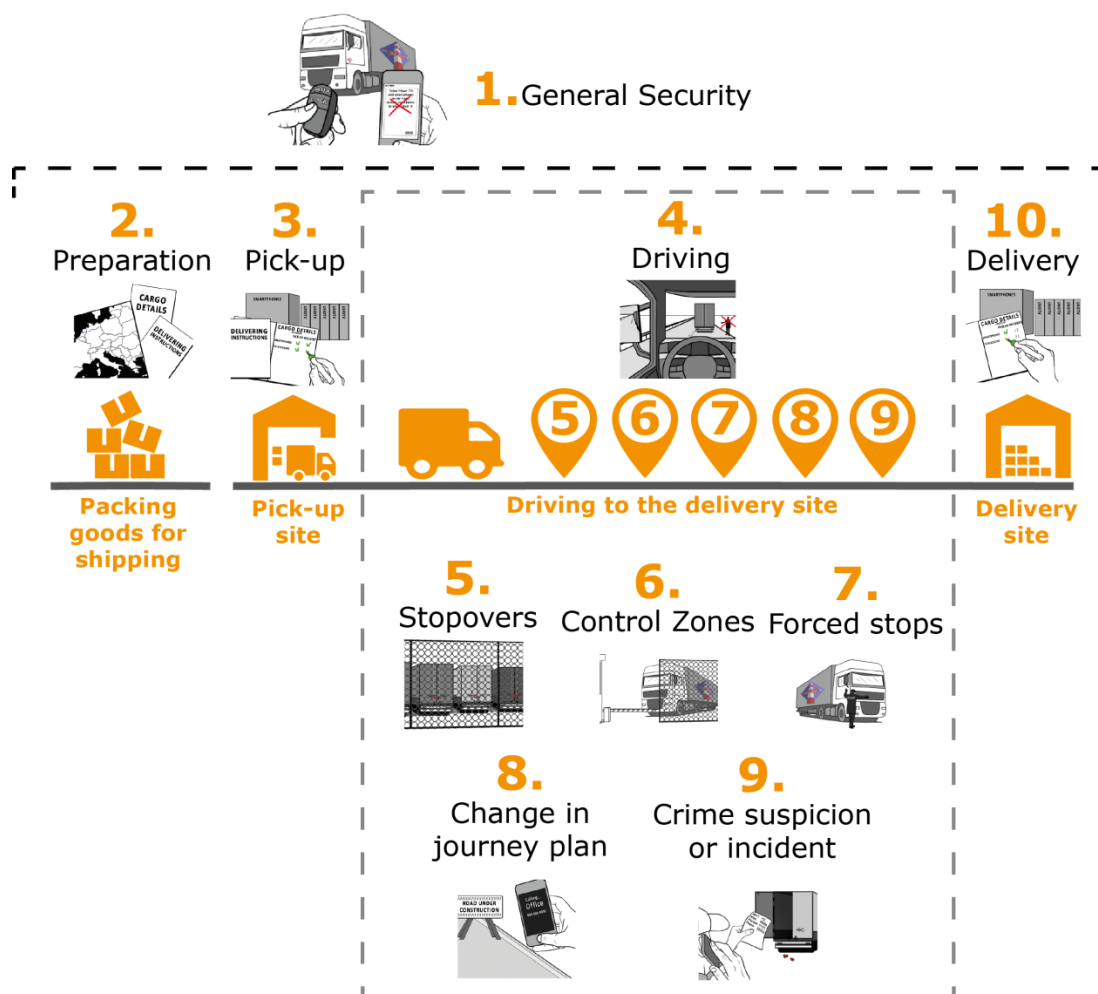 1. General Security
2.
Preparation
CARGO
DETAILS
DELIVERING
INSTRUCTIONS
Packing
goods for
shipping
3.
Pick-up
SMARTPHONES
DELIVERING
INSTRUCTIONS
CARGO DETAILS
Pick-up
site
4.
Driving
5 6 7 8 9
Driving to the delivery site
10.
Delivery
SMARTPHONES
CARGO DETAILS
Delivery
site
5.
Stopovers
6.
Control Zones
7.
Forced stops
8.
Change in
journey plan
ROAD UNDER
CONSTRUCTION
Calling...
Office
9.
Crime suspicion
or incident